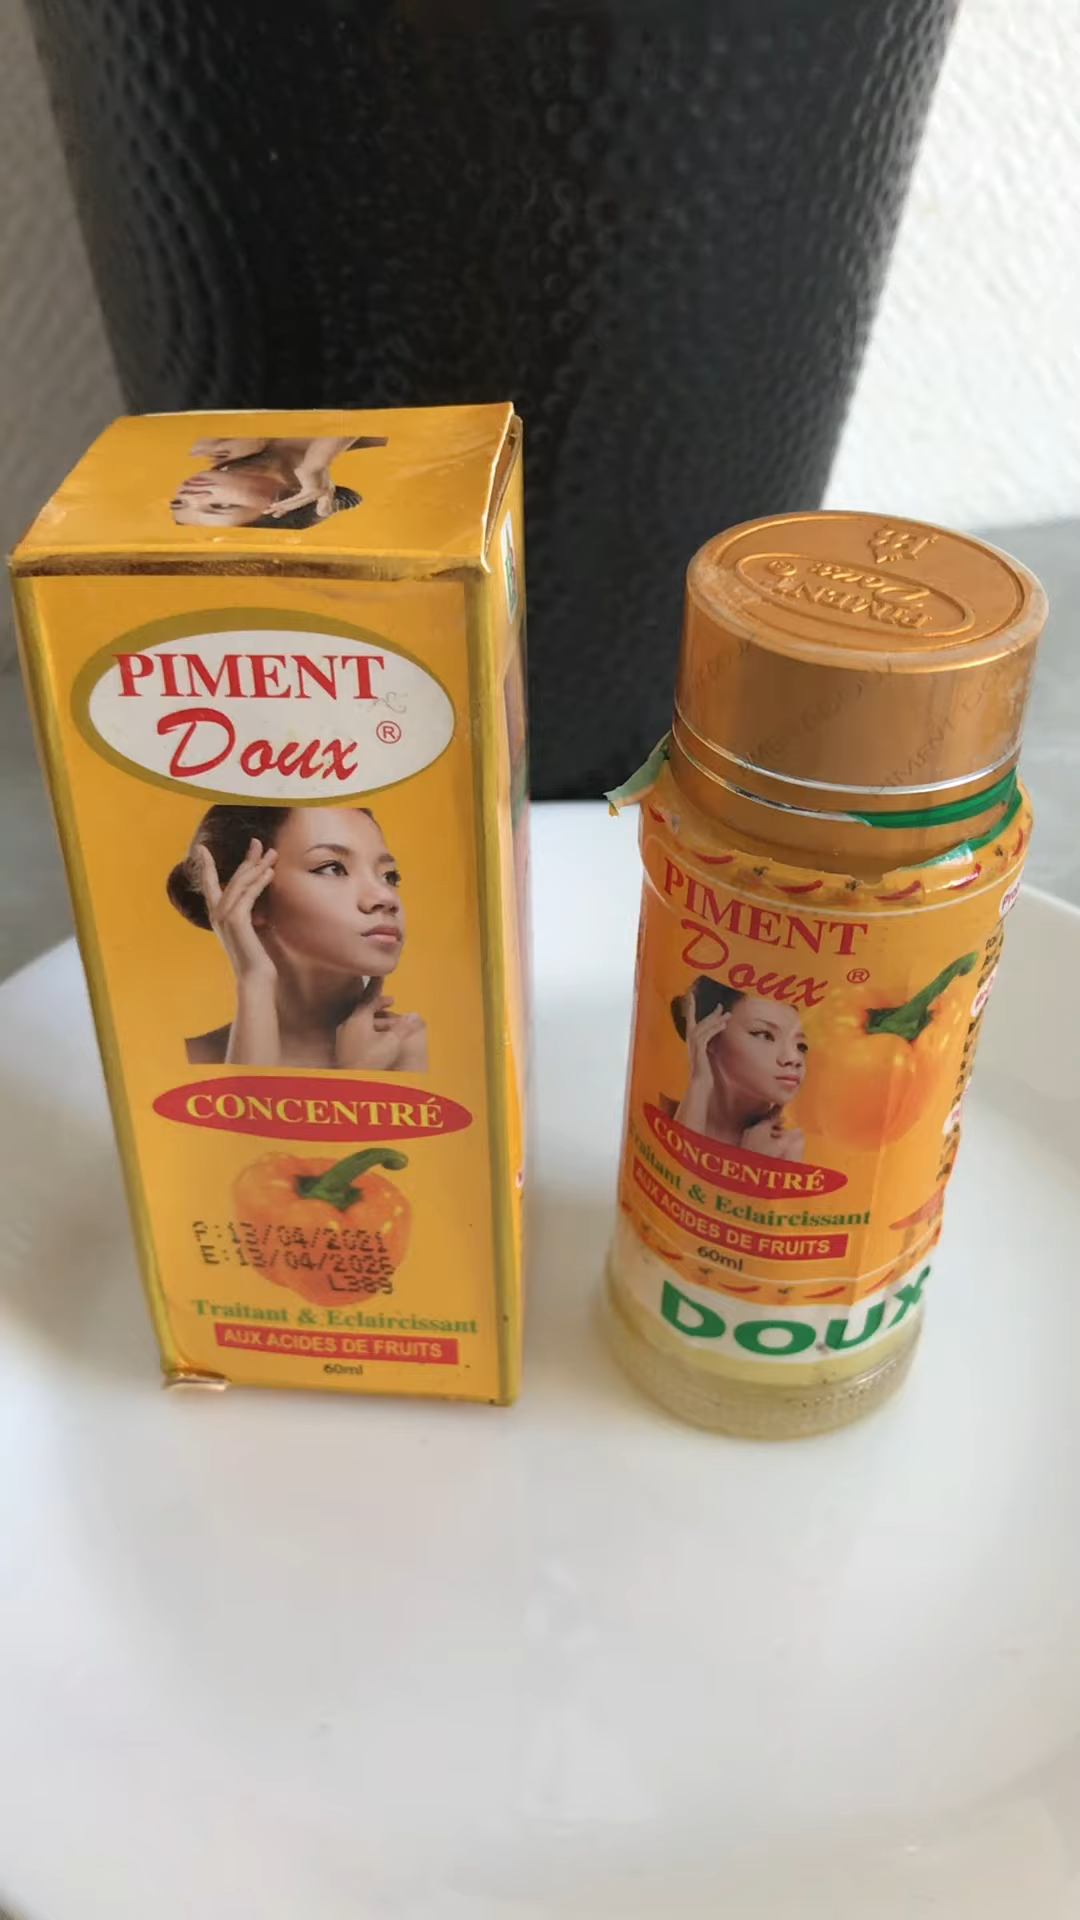 PIMENT
Doux ®
CONCENTRÉ
P:13/04/2021
E:13/04/2026
L389
Traitant & Eclaircissant
AUX ACIDES DE FRUITS
60ml
PIMENT
Doux ®
PIMENT
Doux ®
CONCENTRÉ
Traitant & Eclaircissant
AUX ACIDES DE FRUITS
60ml
DOUX